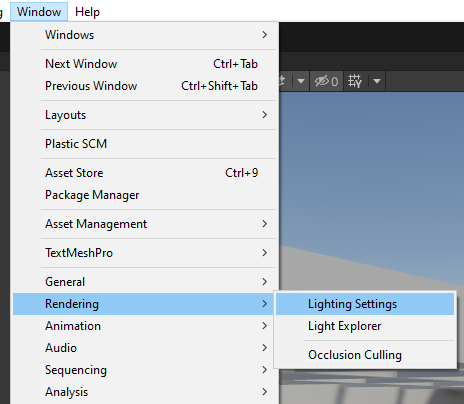 Window Help
Windows
Next Window Ctrl+Tab
Previous Window Ctrl+Shift+Tab
0
Layouts
Plastic SCM
Asset Store Ctrl+9
Package Manager
Asset Management
TextMeshPro
General
Rendering
Lighting Settings
Animation
Light Explorer
Audio
Occlusion Culling
Sequencing
Analysis